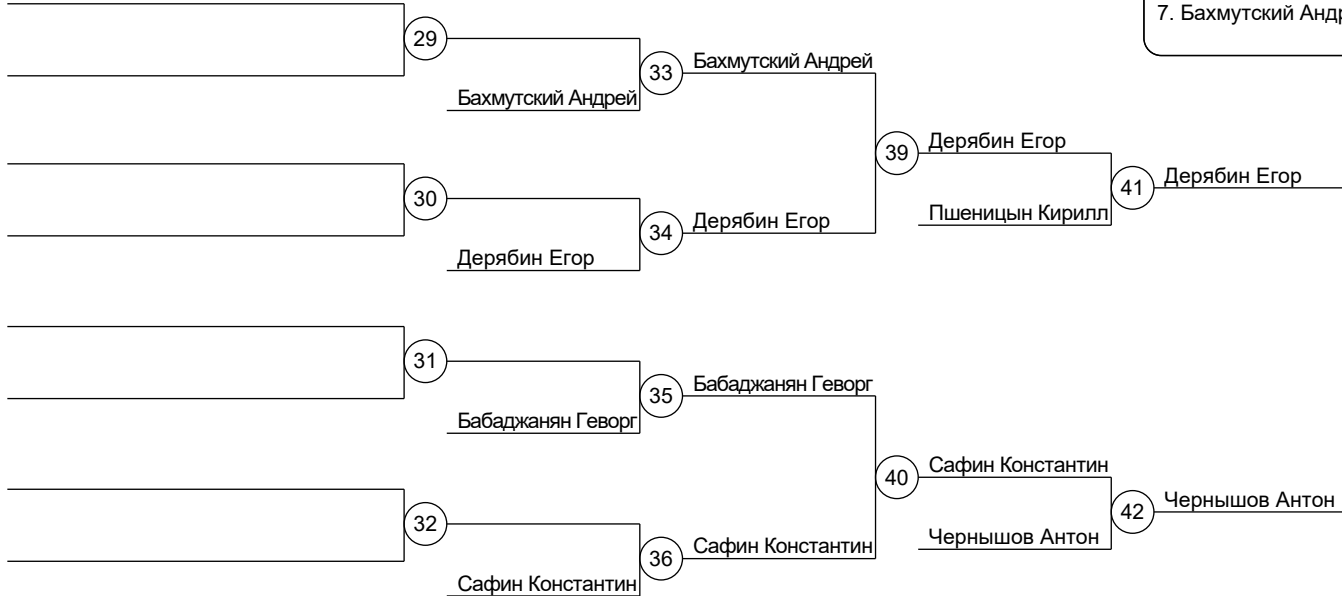 7. Бахмутский
29
33
Бахмутский Андрей
Бахмутский Андрей
39
Дерябин Егор
30
34
Дерябин Егор
Дерябин Егор
Пшеницын Кирилл
41
Дерябин Егор
31
35
Бабаджанян Геворг
Бабаджанян Геворг
40
Сафин Константин
32
36
Сафин Константин
Сафин Константин
Чернышов Антон
42
Чернышов Антон